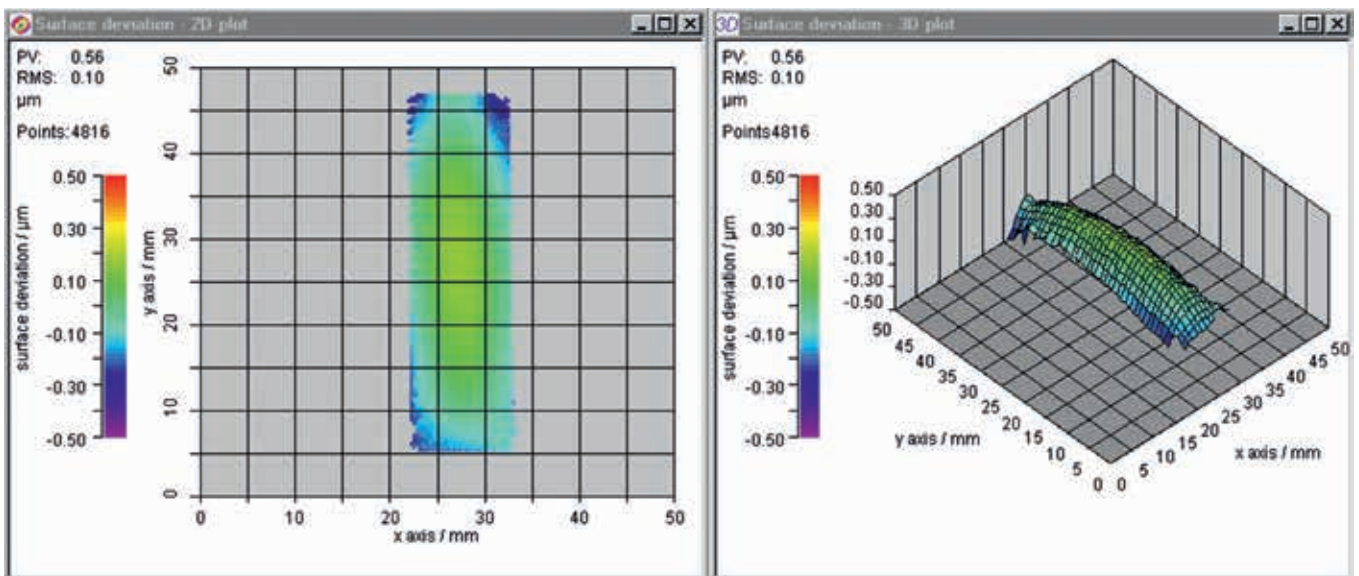 Surface deviation - 2D plot
PV: 0.56
RMS: 0.10
µm
Points:4816
0.50
0.30
0.10
-0.10
-0.30
-0.50
surface deviation / µm
50
40
30
20
10
0
y axis / mm
0 10 20 30 40 50
x axis / mm
3D Surface deviation - 3D plot
PV: 0.56
RMS: 0.10
µm
Points4816
0.50
0.30
0.10
-0.10
-0.30
-0.50
surface deviation / µm
0.50
0.30
0.10
-0.10
-0.30
-0.50
50 45 40 35 30 25 20 15 10 5 0
y axis / mm
0 5 10 15 20 25 30 35 40 45 50
x axis / mm